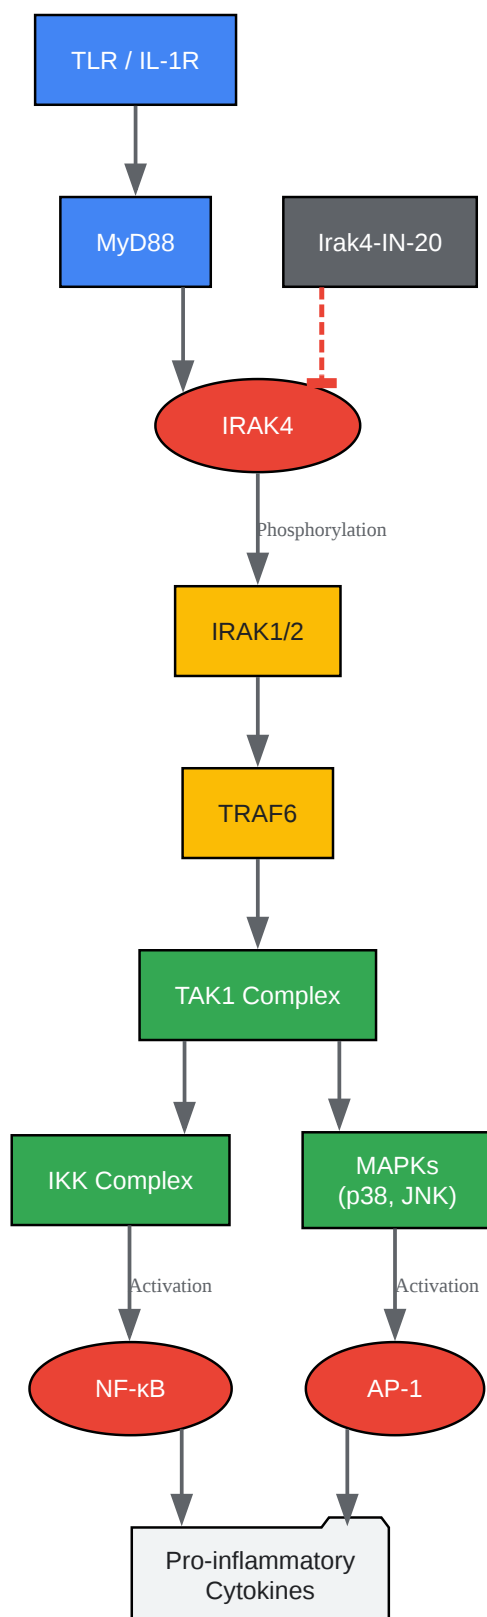 TLR / IL-1R
MyD88
Irak4-IN-20
IRAK4
Phosphorylation
IRAK1/2
TRAF6
TAK1 Complex
IKK Complex
MAPKs
(p38, JNK)
Activation
Activation
NF-κB
AP-1
Pro-inflammatory
Cytokines